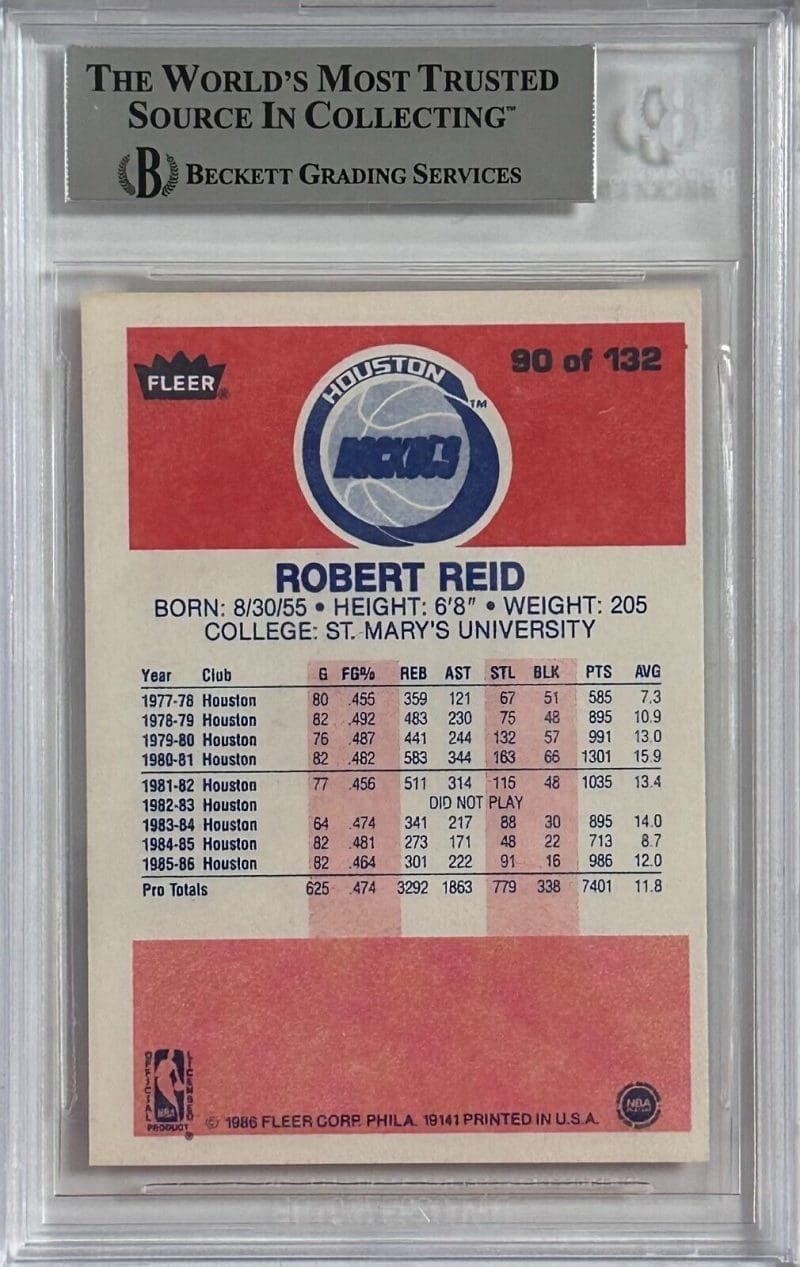 THE WORLD'S MOST TRUSTED
SOURCE IN COLLECTING™
B BECKETT GRADING SERVICES
FLEER®
HOUSTON
ROCKETS
TM
90 of 132
ROBERT REID
BORN: 8/30/55 • HEIGHT: 6'8" • WEIGHT: 205
COLLEGE: ST. MARY'S UNIVERSITY
Year Club G FG% REB AST STL BLK PTS AVG
1977-78 Houston 80 .455 359 121 67 51 585 7.3
1978-79 Houston 82 .492 483 230 75 48 895 10.9
1979-80 Houston 76 .487 441 244 132 57 991 13.0
1980-81 Houston 82 .482 583 344 163 66 1301 15.9
1981-82 Houston 77 .456 511 314 115 48 1035 13.4
1982-83 Houston DID NOT PLAY
1983-84 Houston 64 .474 341 217 88 30 895 14.0
1984-85 Houston 82 .481 273 171 48 22 713 8.7
1985-86 Houston 82 .464 301 222 91 16 986 12.0
Pro Totals 625 .474 3292 1863 779 338 7401 11.8
OFFICIAL LICENSED
NBA
PRODUCT ®
© 1986 FLEER CORP. PHILA. 19141 PRINTED IN U.S.A.
NBA